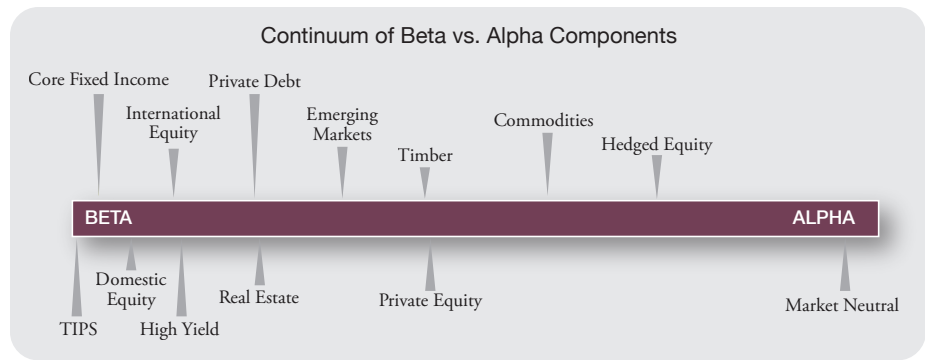 Continuum of Beta vs. Alpha Components
Core Fixed Income
Private Debt
International
Equity
Emerging
Markets
Timber
Commodities
Hedged Equity
BETA
ALPHA
TIPS
Domestic
Equity
High Yield
Real Estate
Private Equity
Market Neutral